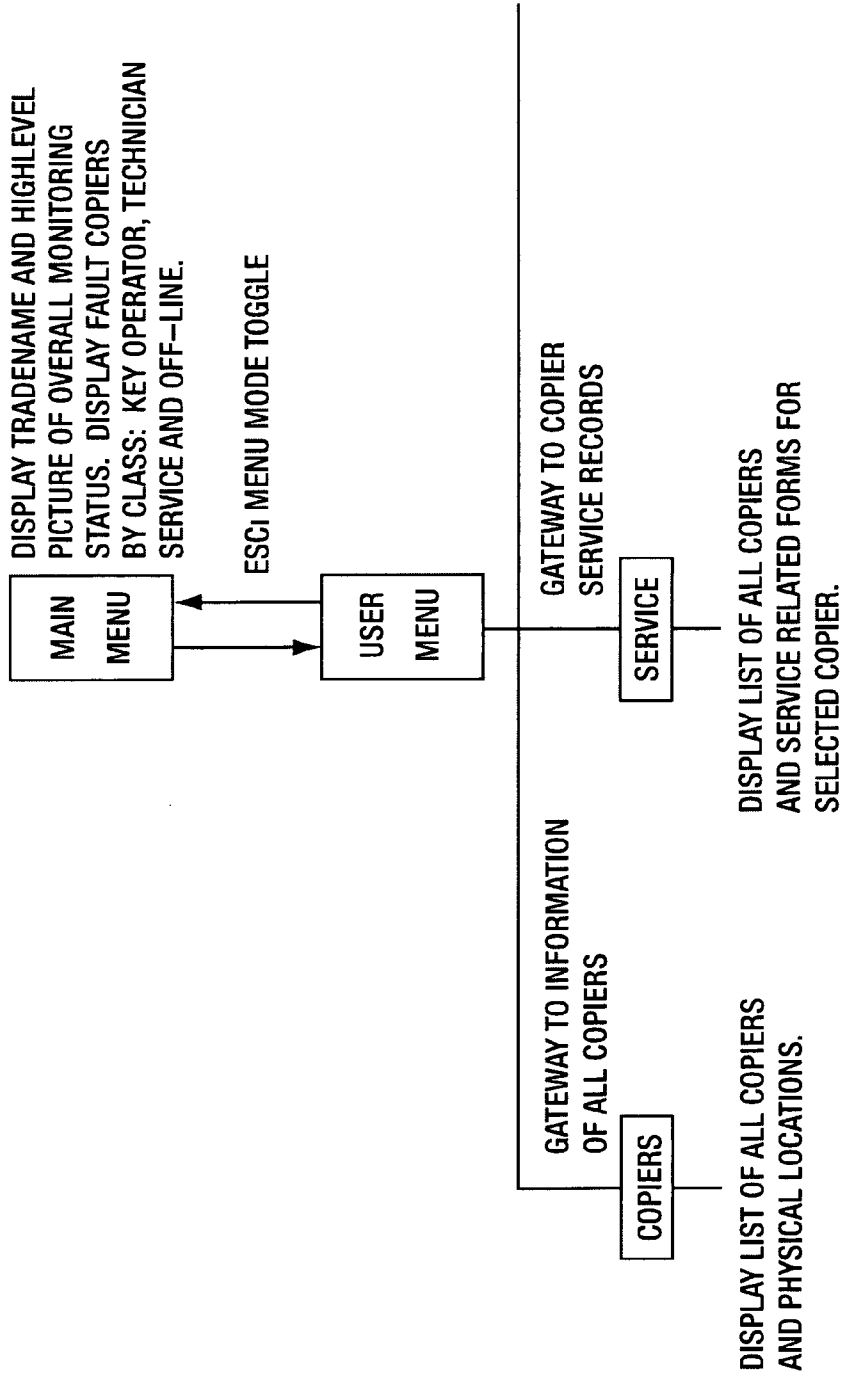 DISPLAY TRADENAME AND HIGHLEVEL
PICTURE OF OVERALL MONITORING
STATUS. DISPLAY FAULT COPIERS
BY CLASS: KEY OPERATOR, TECHNICIAN
SERVICE AND OFF-LINE.
MAIN
MENU
ESCi MENU MODE TOGGLE
USER
MENU
GATEWAY TO INFORMATION
OF ALL COPIERS
COPIERS
DISPLAY LIST OF ALL COPIERS
AND PHYSICAL LOCATIONS.
GATEWAY TO COPIER
SERVICE RECORDS
SERVICE
DISPLAY LIST OF ALL COPIERS
AND SERVICE RELATED FORMS FOR
SELECTED COPIER.